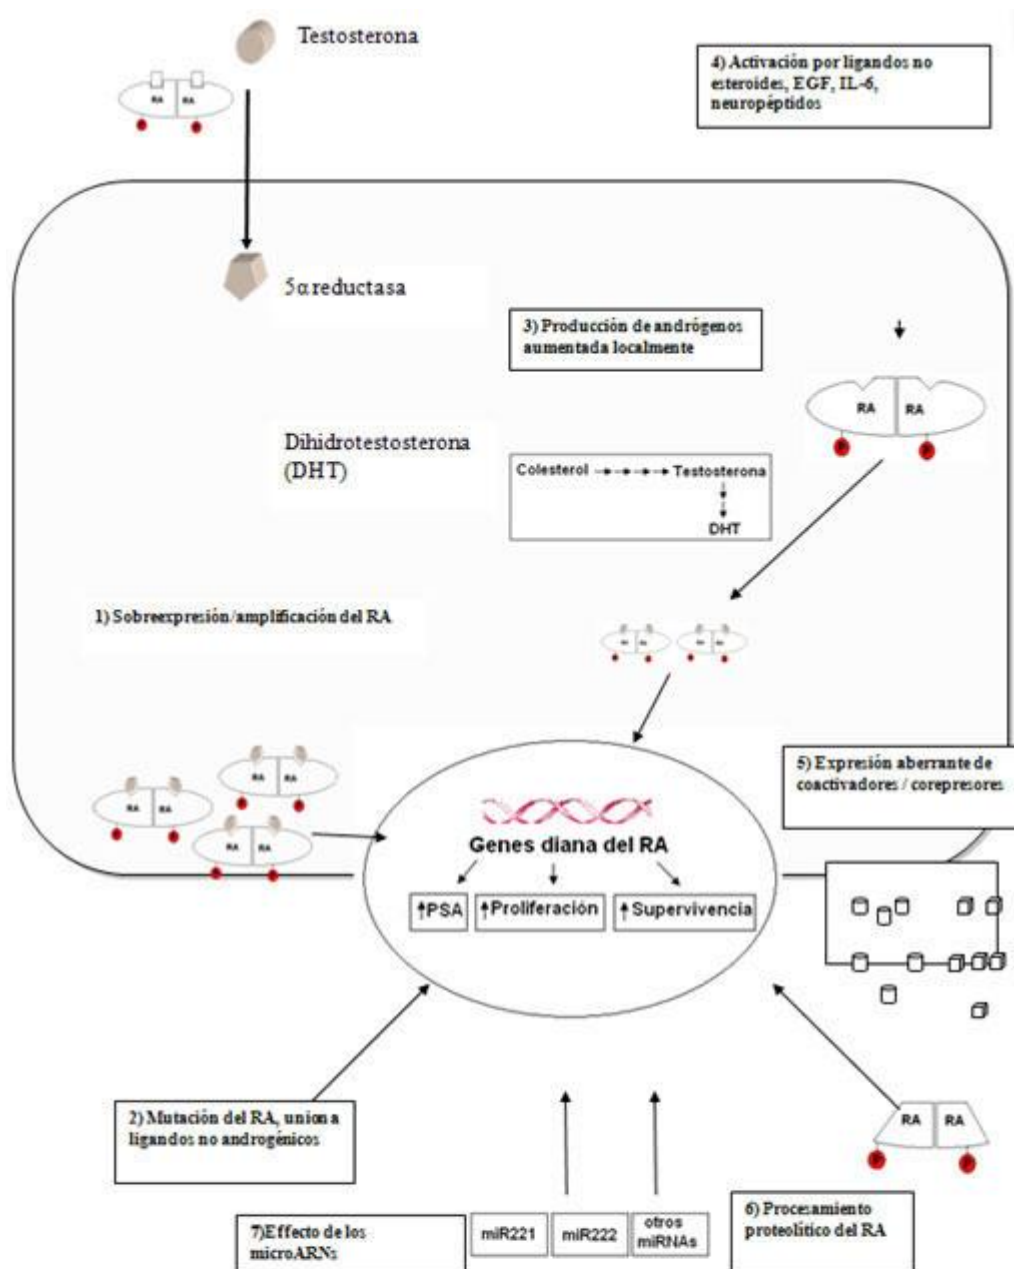 Testosterona
RA RA
P P
4) Activación por ligandos no
esteroides, EGF, IL-6,
neuropéptidos
5α reductasa
3) Producción de andrógenos
aumentada localmente
RA RA
P P
Dihidrotestosterona
(DHT)
Colesterol Testosterona
DHT
1) Sobreexpresión/amplificación del RA
RA RA
RA RA
RA RA
5) Expresión aberrante de
coactivadores / corepresores
Genes diana del RA
PSA
Proliferación
Supervivencia
2) Mutación del RA, union a
ligandos no androgénicos
RA RA
P P
6) Procesamiento
proteolítico del RA
7)Effecto de los
microARNs
miR221
miR222
otros
miRNAs